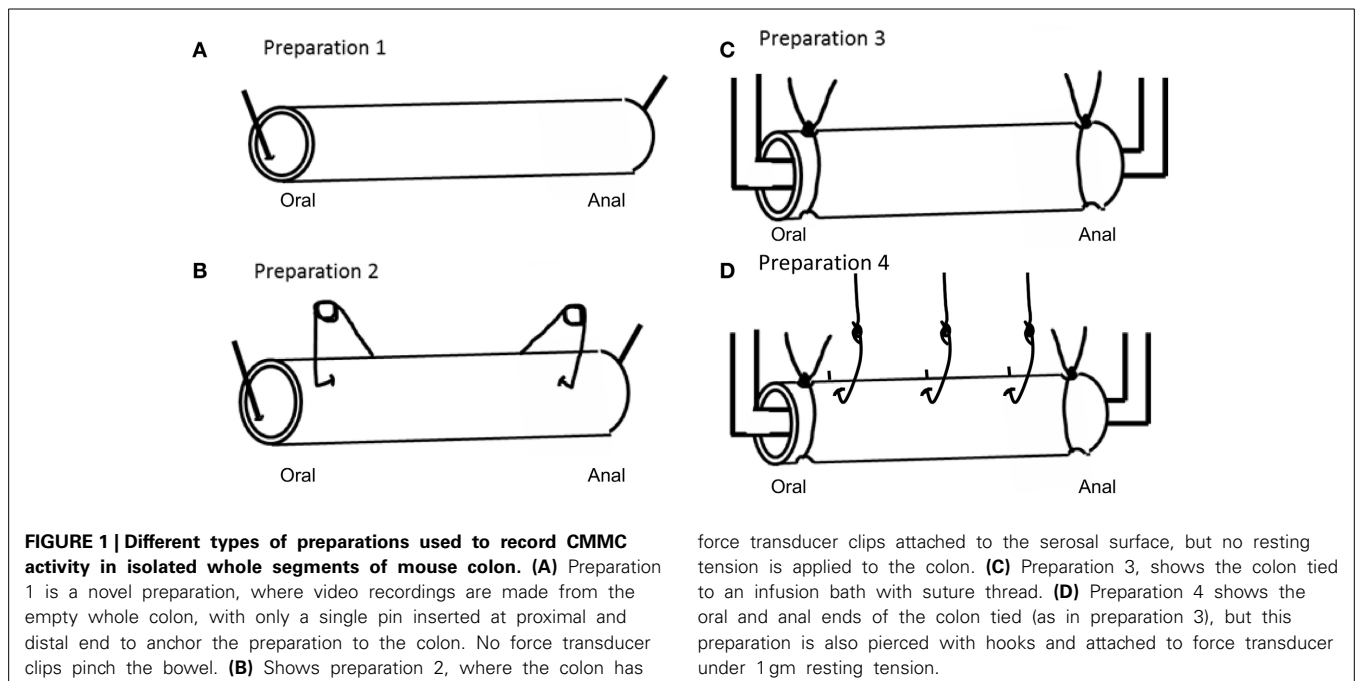 A
Preparation 1
Oral
Anal
B
Preparation 2
Oral
Anal
C
Preparation 3
Oral
Anal
D
Preparation 4
Oral
Anal
FIGURE 1 | Different types of preparations used to record CMMC
activity in isolated whole segments of mouse colon. (A) Preparation
1 is a novel preparation, where video recordings are made from the
empty whole colon, with only a single pin inserted at proximal and
distal end to anchor the preparation to the colon. No force transducer
clips pinch the bowel. (B) Shows preparation 2, where the colon has
force transducer clips attached to the serosal surface, but no resting
tension is applied to the colon. (C) Preparation 3, shows the colon tied
to an infusion bath with suture thread. (D) Preparation 4 shows the
oral and anal ends of the colon tied (as in preparation 3), but this
preparation is also pierced with hooks and attached to force transducer
under 1 gm resting tension.